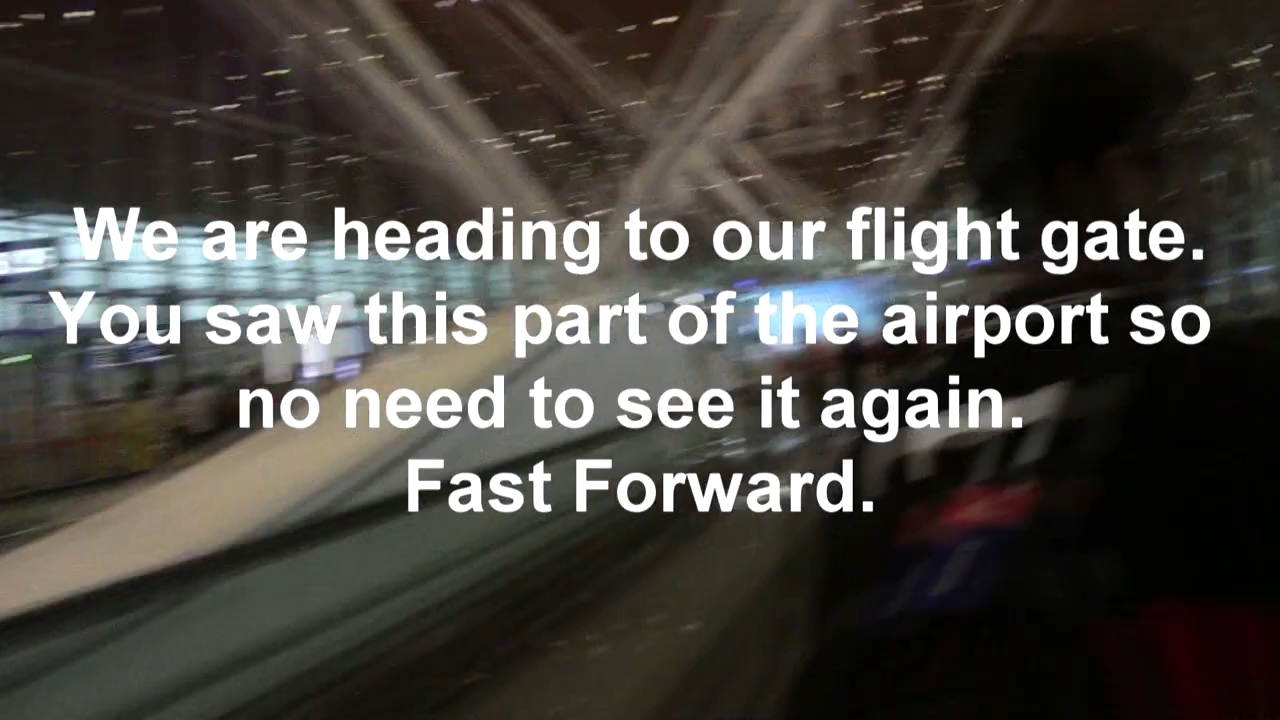 We are heading to our flight gate.
You saw this part of the airport so
no need to see it again.
Fast Forward.